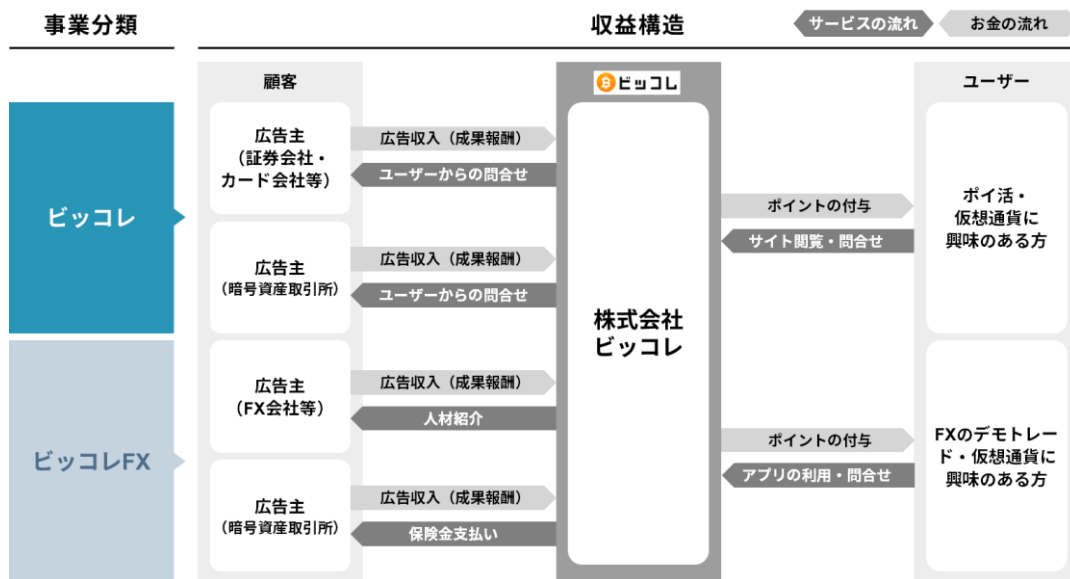 事業分類
収益構造
サービスの流れ
お金の流れ
顧客
ビッコレ
ユーザー
ビッコレ
広告主
（証券会社・
カード会社等）
広告収入（成果報酬）
ユーザーからの問合せ
広告主
（暗号資産取引所）
広告収入（成果報酬）
ユーザーからの問合せ
株式会社
ビッコレ
ポイントの付与
サイト閲覧・問合せ
ポイ活・
仮想通貨に
興味のある方
ビッコレFX
広告主
（FX会社等）
広告収入（成果報酬）
人材紹介
広告主
（暗号資産取引所）
広告収入（成果報酬）
保険金支払い
ポイントの付与
アプリの利用・問合せ
FXのデモトレー
ド・仮想通貨に
興味のある方